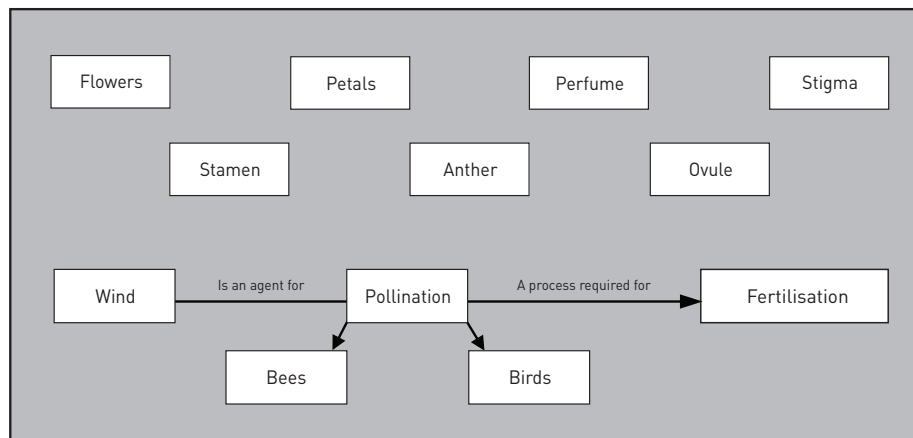 Flowers
Petals
Perfume
Stigma
Stamen
Anther
Ovule
Wind
Is an agent for
Pollination
A process required for
Fertilisation
Bees
Birds